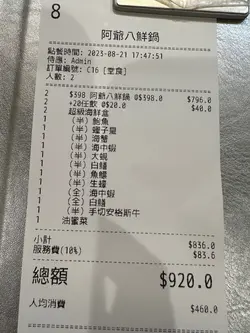 8
阿爺八鮮鍋
點餐時間: 2023-08-21 17:47:51
侍應: Admin
訂單編號: C16 [堂食]
人數: 2
2 $398 阿爺八鮮鍋 @$398.0 $796.0
2 +20任飲 @$20.0 $40.0
2 超級海鮮盒
1 (半) 鮑魚
1 (半) 蟶子皇
1 (半) 滑蟹
1 (半) 海中蝦
1 (半) 大蜆
1 (半) 白鱔
1 (半) 魚蠔
1 (半) 生蠔
1 (全) 海中蝦
1 (全) 白鱔
1 (半) 手切安格斯牛
1 油麥菜
小計 $836.0
服務費(10%) $83.6
總額 $920.0
人均消費 $460.0